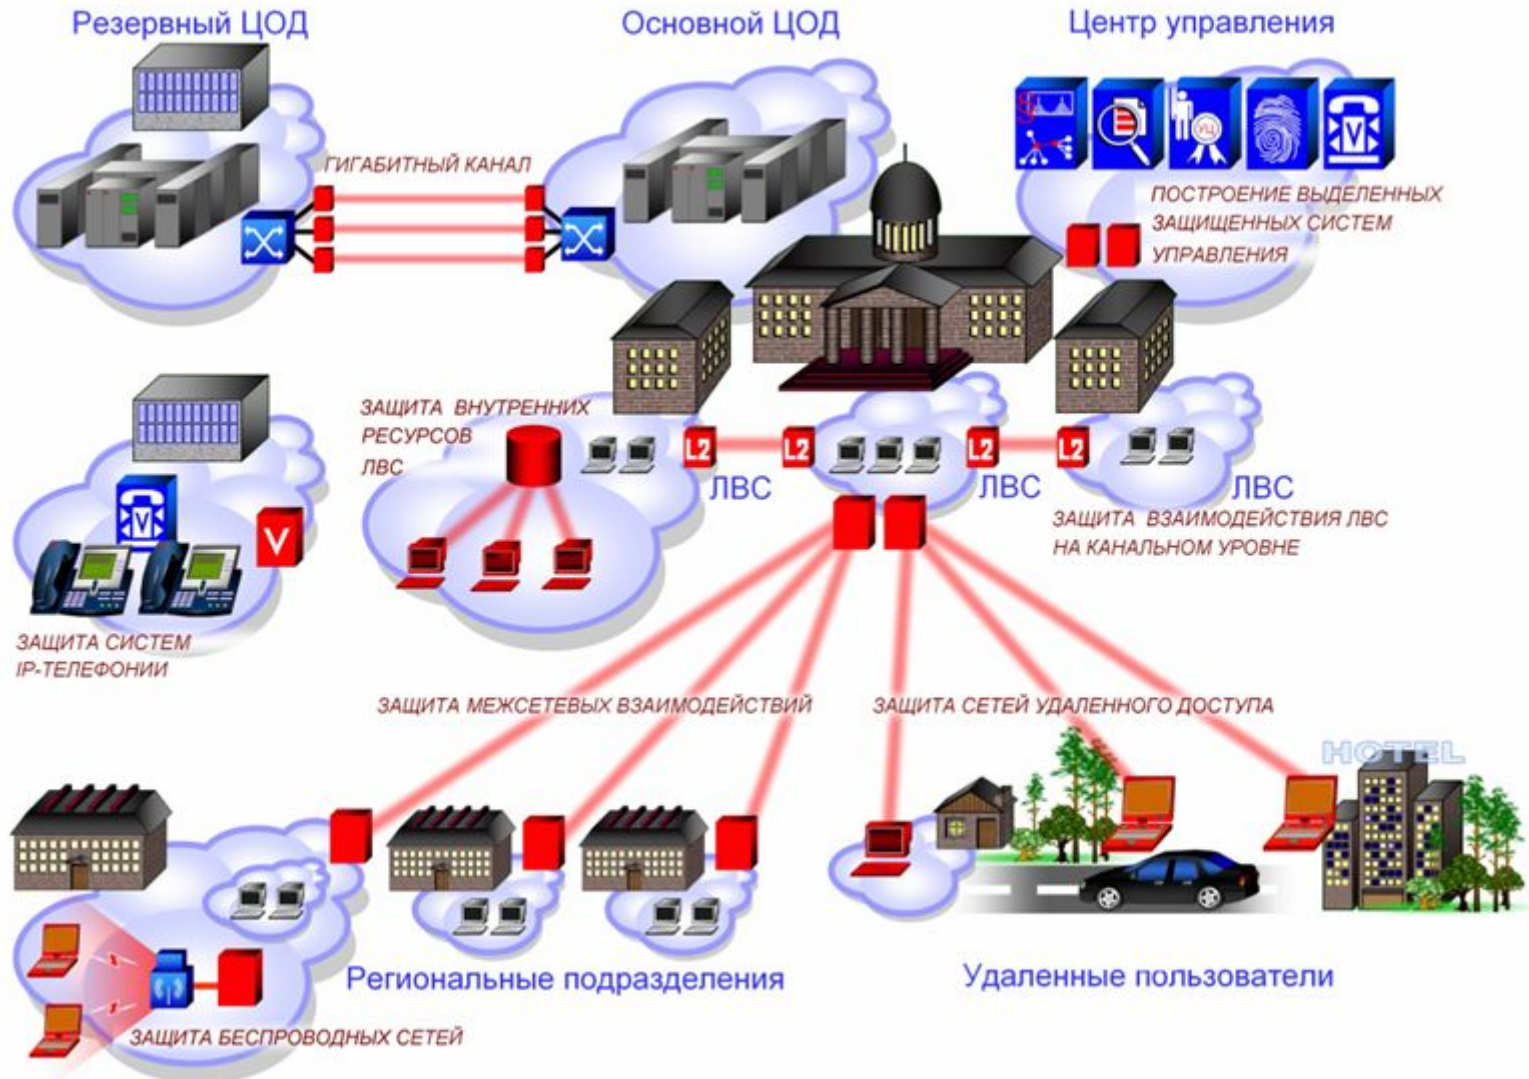 Резервный ЦОД
Основной ЦОД
Центр управления
ГИГАБИТНЫЙ КАНАЛ
УЦ
V
ПОСТРОЕНИЕ ВЫДЕЛЕННЫХ
ЗАЩИЩЕННЫХ СИСТЕМ
УПРАВЛЕНИЯ
ЗАЩИТА ВНУТРЕННИХ
РЕСУРСОВ
ЛВС
L2
L2
L2
L2
ЛВС
ЛВС
ЛВС
ЗАЩИТА ВЗАИМОДЕЙСТВИЯ ЛВС
НА КАНАЛЬНОМ УРОВНЕ
V
V
ЗАЩИТА СИСТЕМ
IP-ТЕЛЕФОНИИ
ЗАЩИТА МЕЖСЕТЕВЫХ ВЗАИМОДЕЙСТВИЙ
ЗАЩИТА СЕТЕЙ УДАЛЕННОГО ДОСТУПА
HOTEL
Региональные подразделения
Удаленные пользователи
ЗАЩИТА БЕСПРОВОДНЫХ СЕТЕЙ